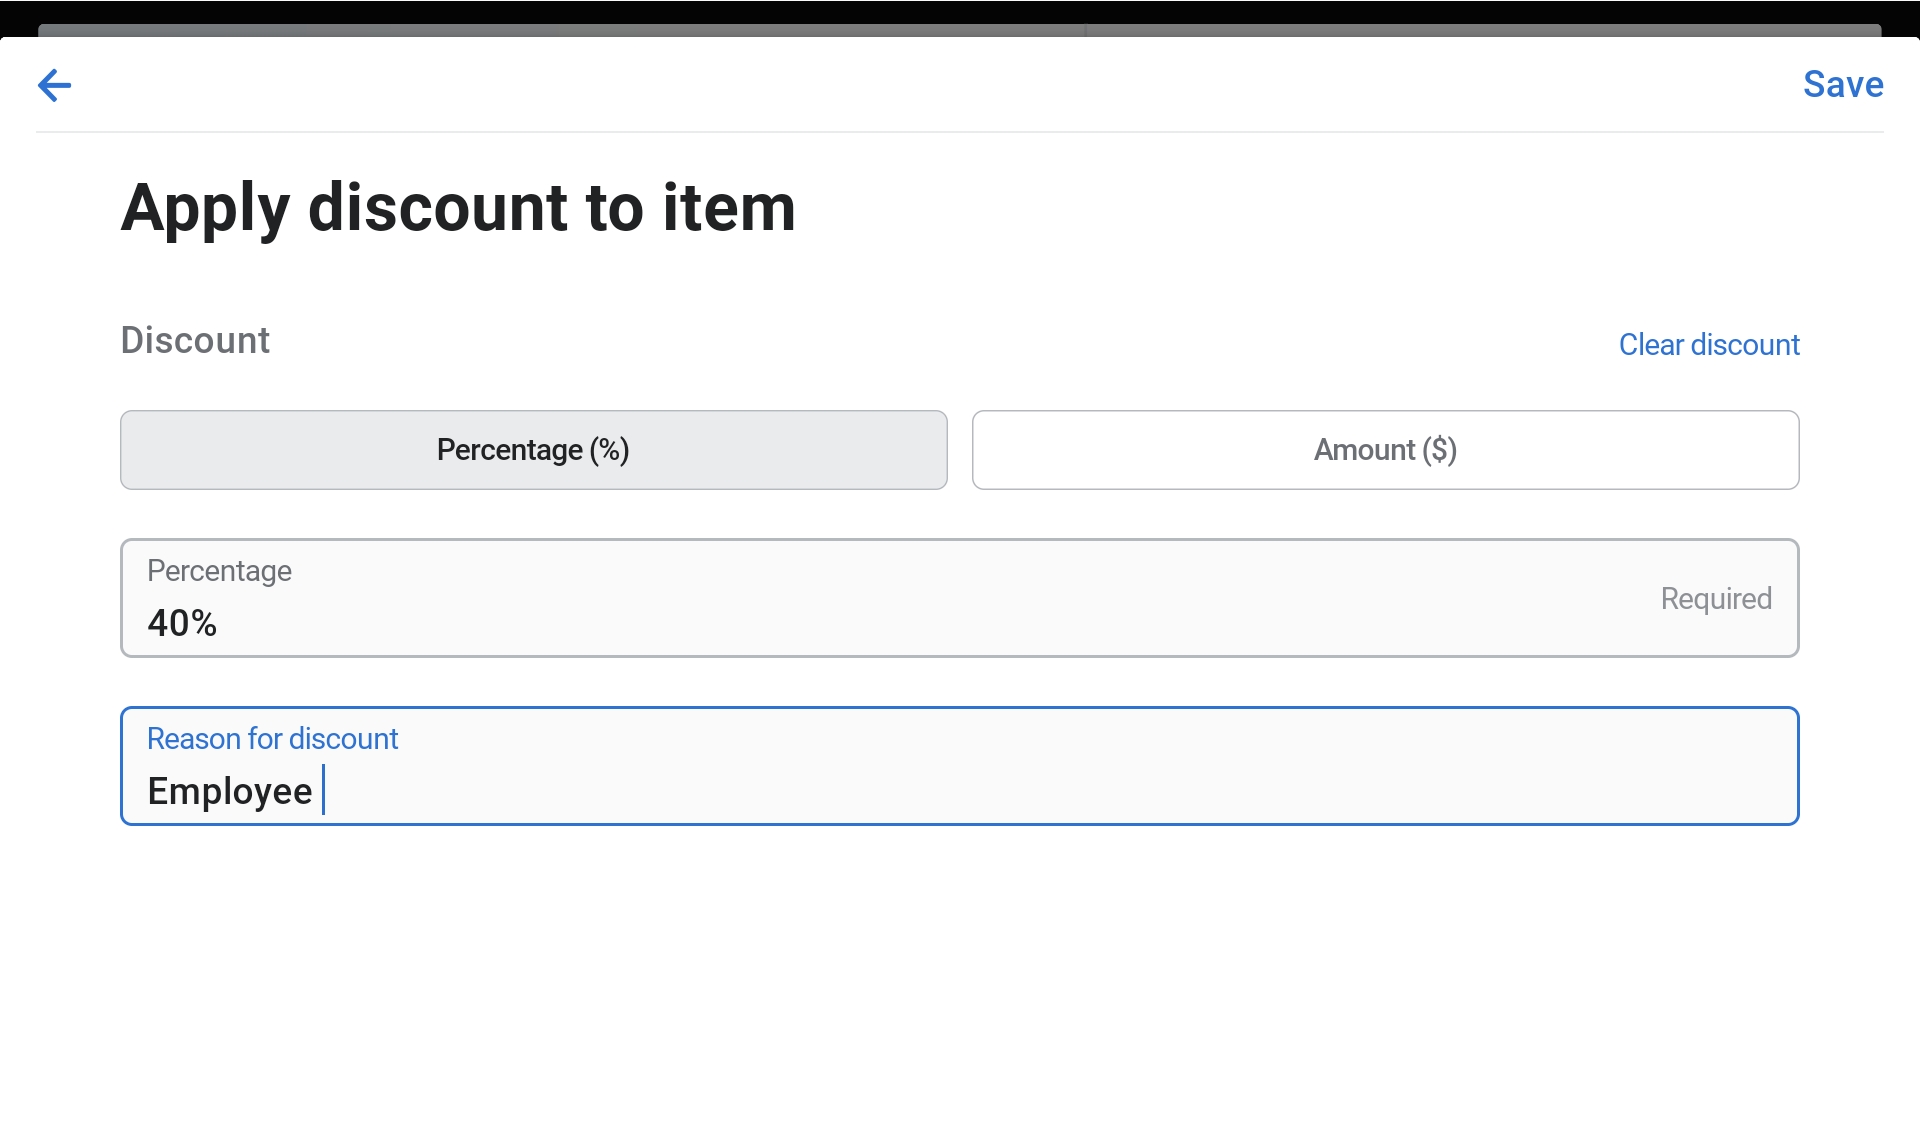 Save
Apply discount to item
Discount
Clear discount
Percentage (%)
Amount ($)
Percentage
40%
Required
Reason for discount
Employee